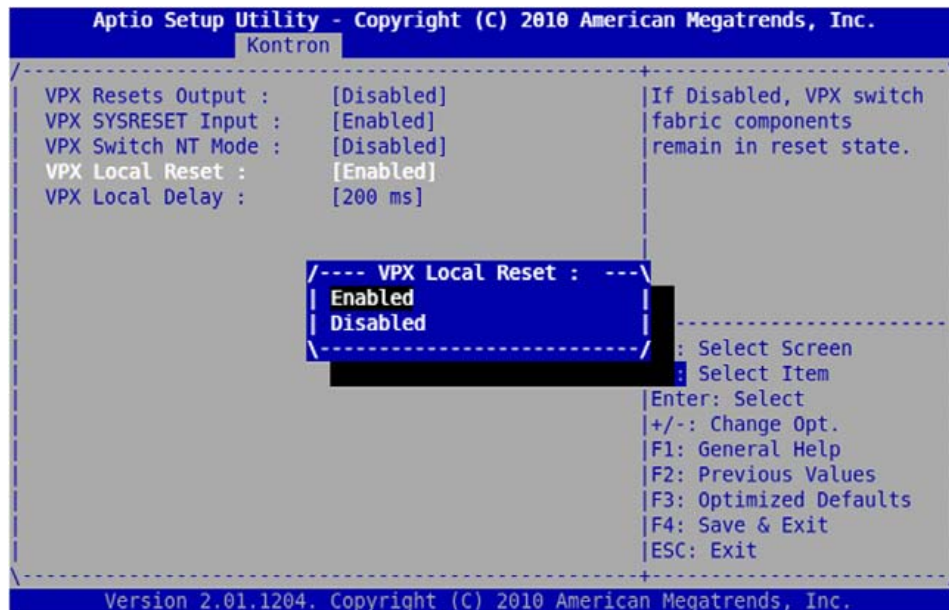 Aptio Setup Utility - Copyright (C) 2010 American Megatrends, Inc.
Kontron
VPX Resets Output : [Disabled]
VPX SYSRESET Input : [Enabled]
VPX Switch NT Mode : [Disabled]
VPX Local Reset : [Enabled]
VPX Local Delay : [200 ms]
If Disabled, VPX switch
fabric components
remain in reset state.
VPX Local Reset :
Enabled
Disabled
: Select Screen
: Select Item
Enter: Select
+/-: Change Opt.
F1: General Help
F2: Previous Values
F3: Optimized Defaults
F4: Save & Exit
ESC: Exit
Version 2.01.1204. Copyright (C) 2010 American Megatrends, Inc.